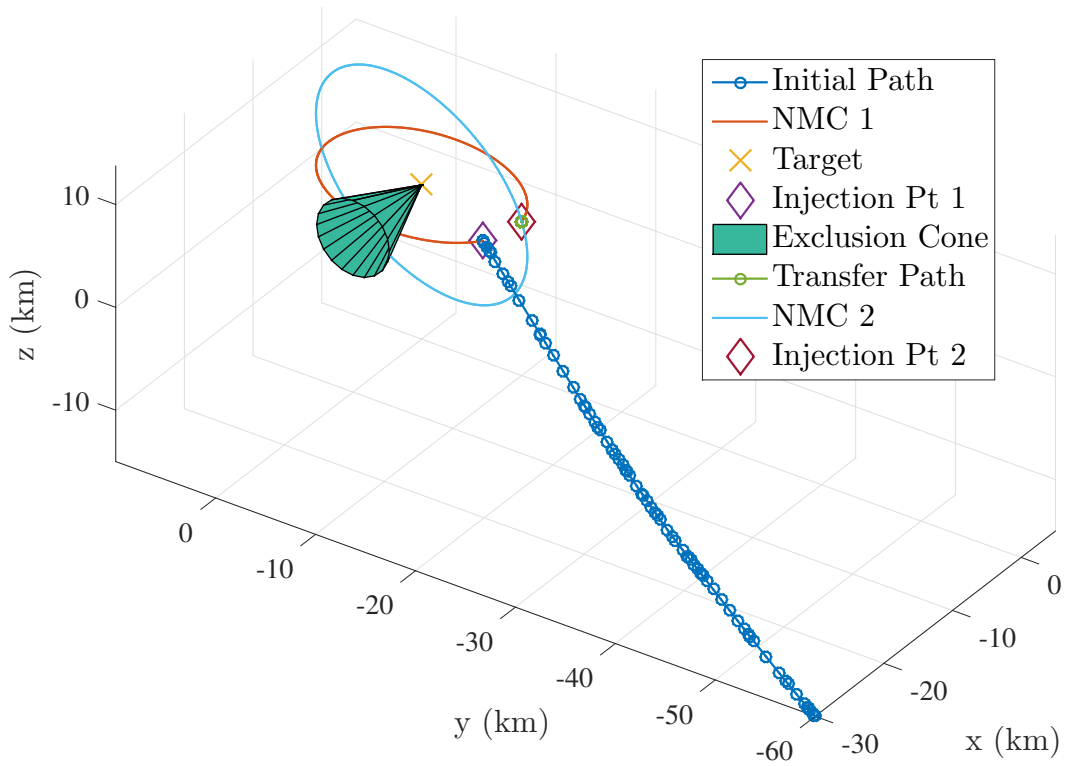 Initial Path
NMC 1
Target
Injection Pt 1
Exclusion Cone
Transfer Path
NMC 2
Injection Pt 2
10
0
-10
z (km)
0
-10
-20
-30
-40
-50
-60
y (km)
0
-10
-20
-30
x (km)